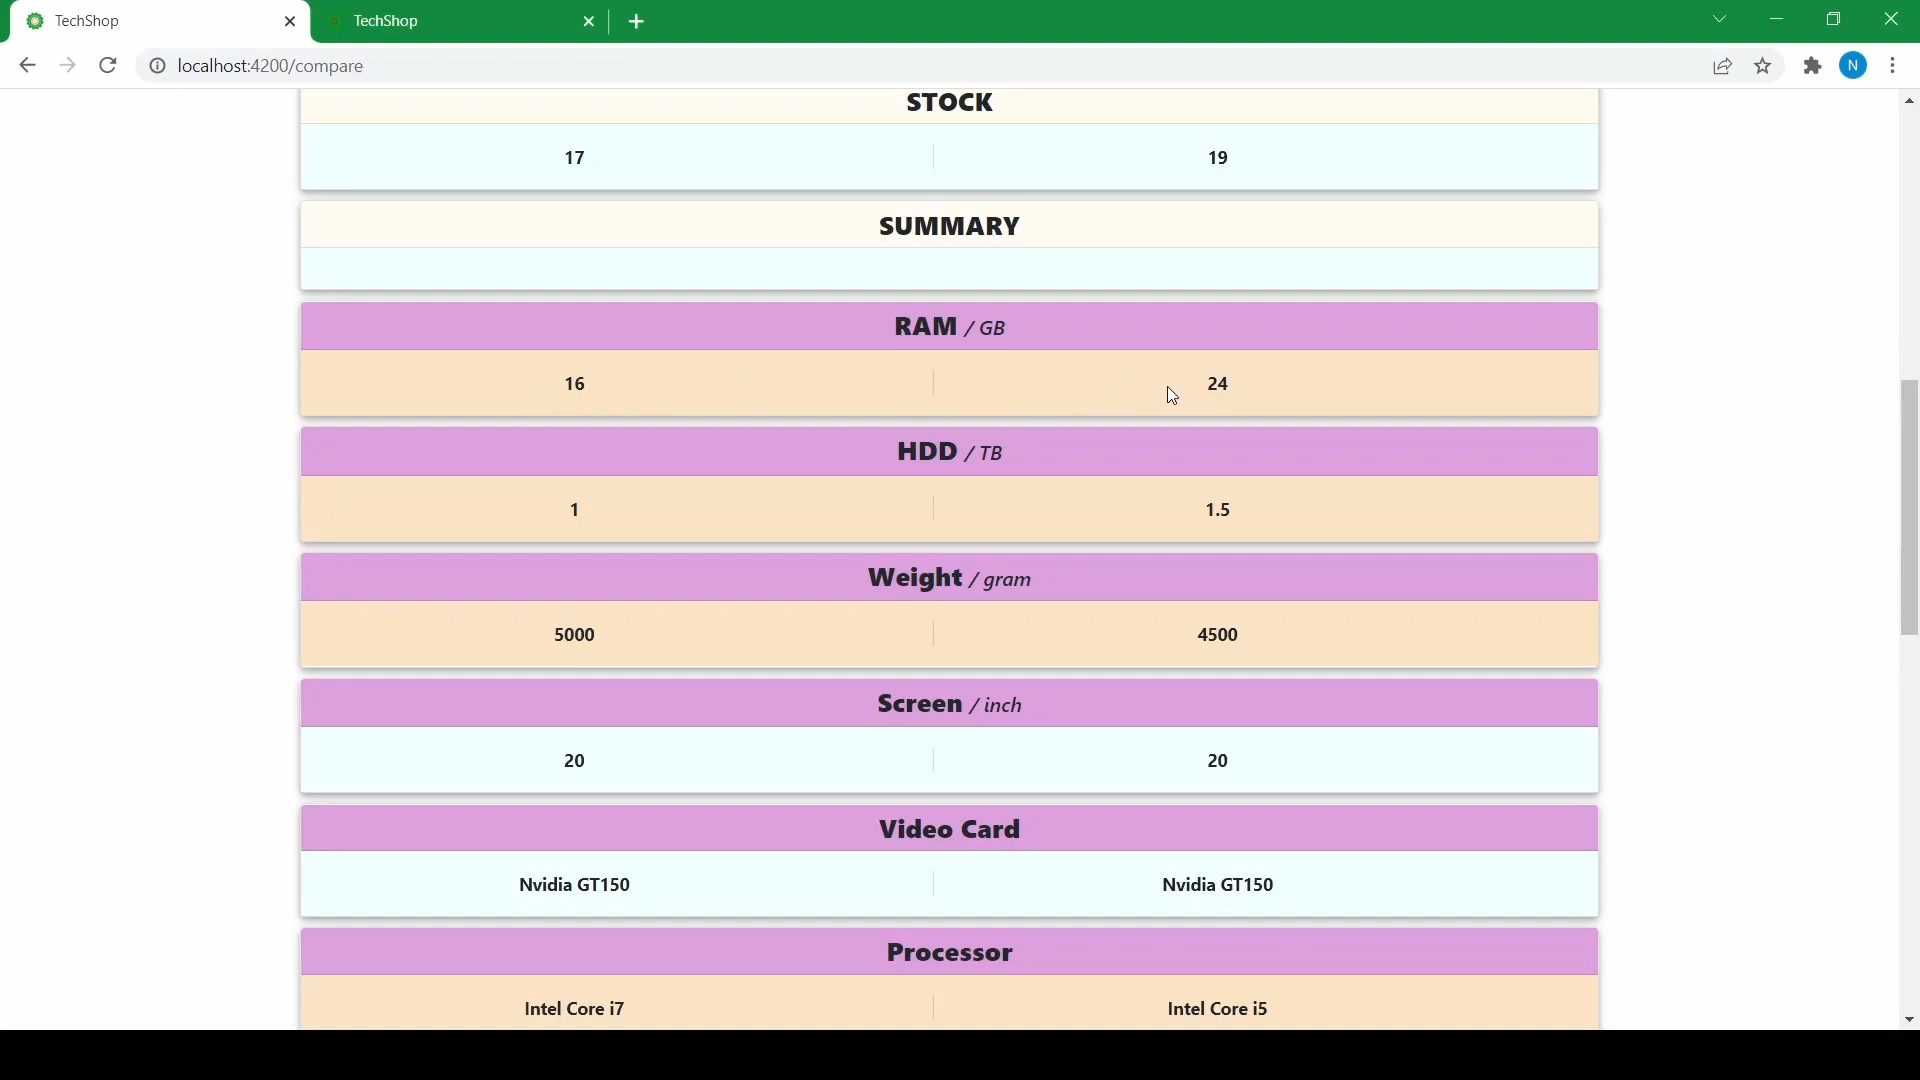 TechShop
TechShop
localhost:4200/compare
N
STOCK
17 19
SUMMARY
RAM / GB
16 24
HDD / TB
1 1.5
Weight / gram
5000 4500
Screen / inch
20 20
Video Card
Nvidia GT150 Nvidia GT150
Processor
Intel Core i7 Intel Core i5